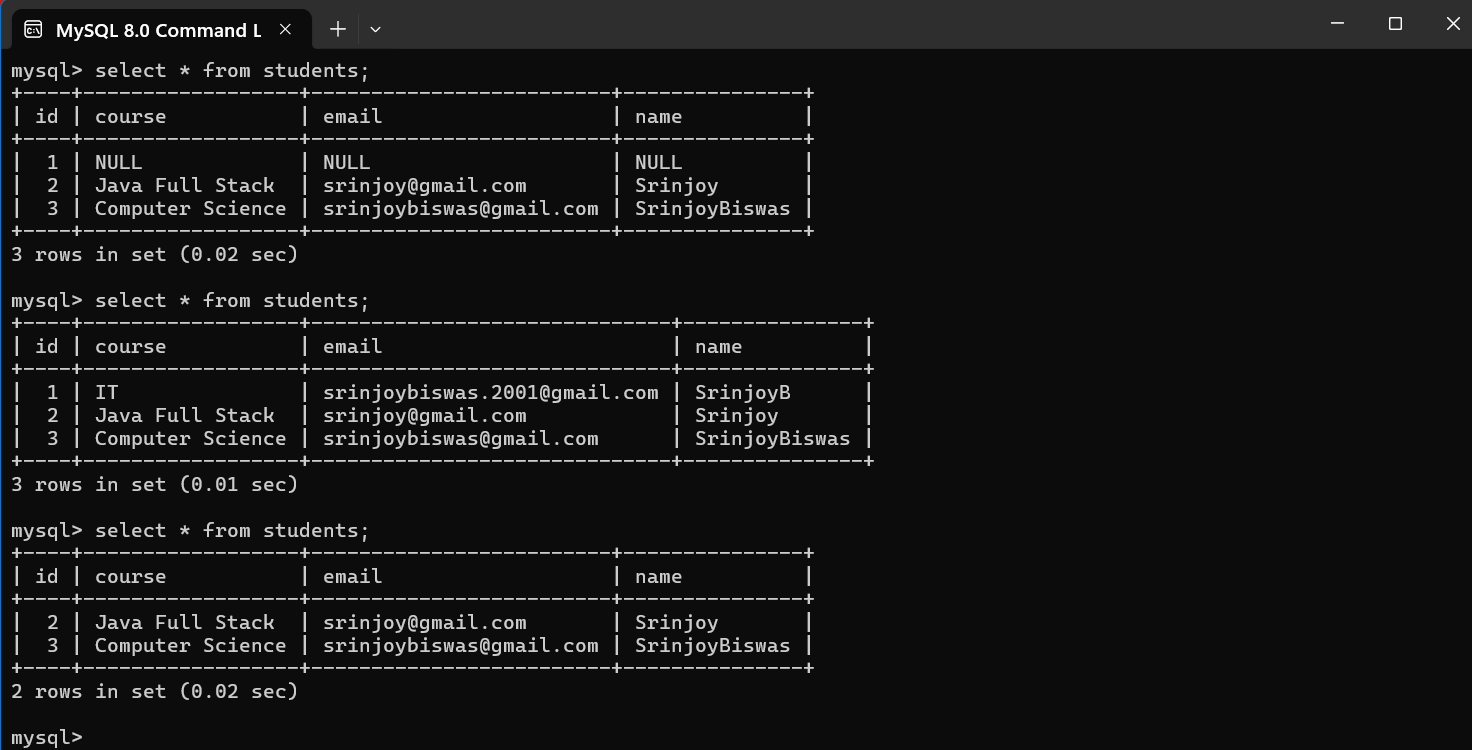 MySQL 8.0 Command L
mysql> select * from students;
+----+-----------------+-------------------------+---------------+
| id | course           | email                   | name          |
+----+------------------+-------------------------+---------------+
|  1 | NULL             | NULL                    | NULL          |
|  2 | Java Full Stack  | srinjoy@gmail.com       | Srinjoy       |
|  3 | Computer Science | srinjoybiswas@gmail.com | SrinjoyBiswas |
+----+------------------+-------------------------+---------------+
3 rows in set (0.02 sec)
mysql> select * from students;
+----+------------------+------------------------------+---------------+
| id | course           | email                        | name          |
+----+------------------+------------------------------+---------------+
|  1 | IT               | srinjoybiswas.2001@gmail.com | SrinjoyB      |
|  2 | Java Full Stack  | srinjoy@gmail.com            | Srinjoy       |
|  3 | Computer Science | srinjoybiswas@gmail.com      | SrinjoyBiswas |
+----+------------------+------------------------------+---------------+
3 rows in set (0.01 sec)
mysql> select * from students;
+----+------------------+-------------------------+---------------+
| id | course           | email                   | name          |
+----+------------------+-------------------------+---------------+
|  2 | Java Full Stack  | srinjoy@gmail.com       | Srinjoy       |
|  3 | Computer Science | srinjoybiswas@gmail.com | SrinjoyBiswas |
+----+------------------+-------------------------+---------------+
2 rows in set (0.02 sec)
mysql>